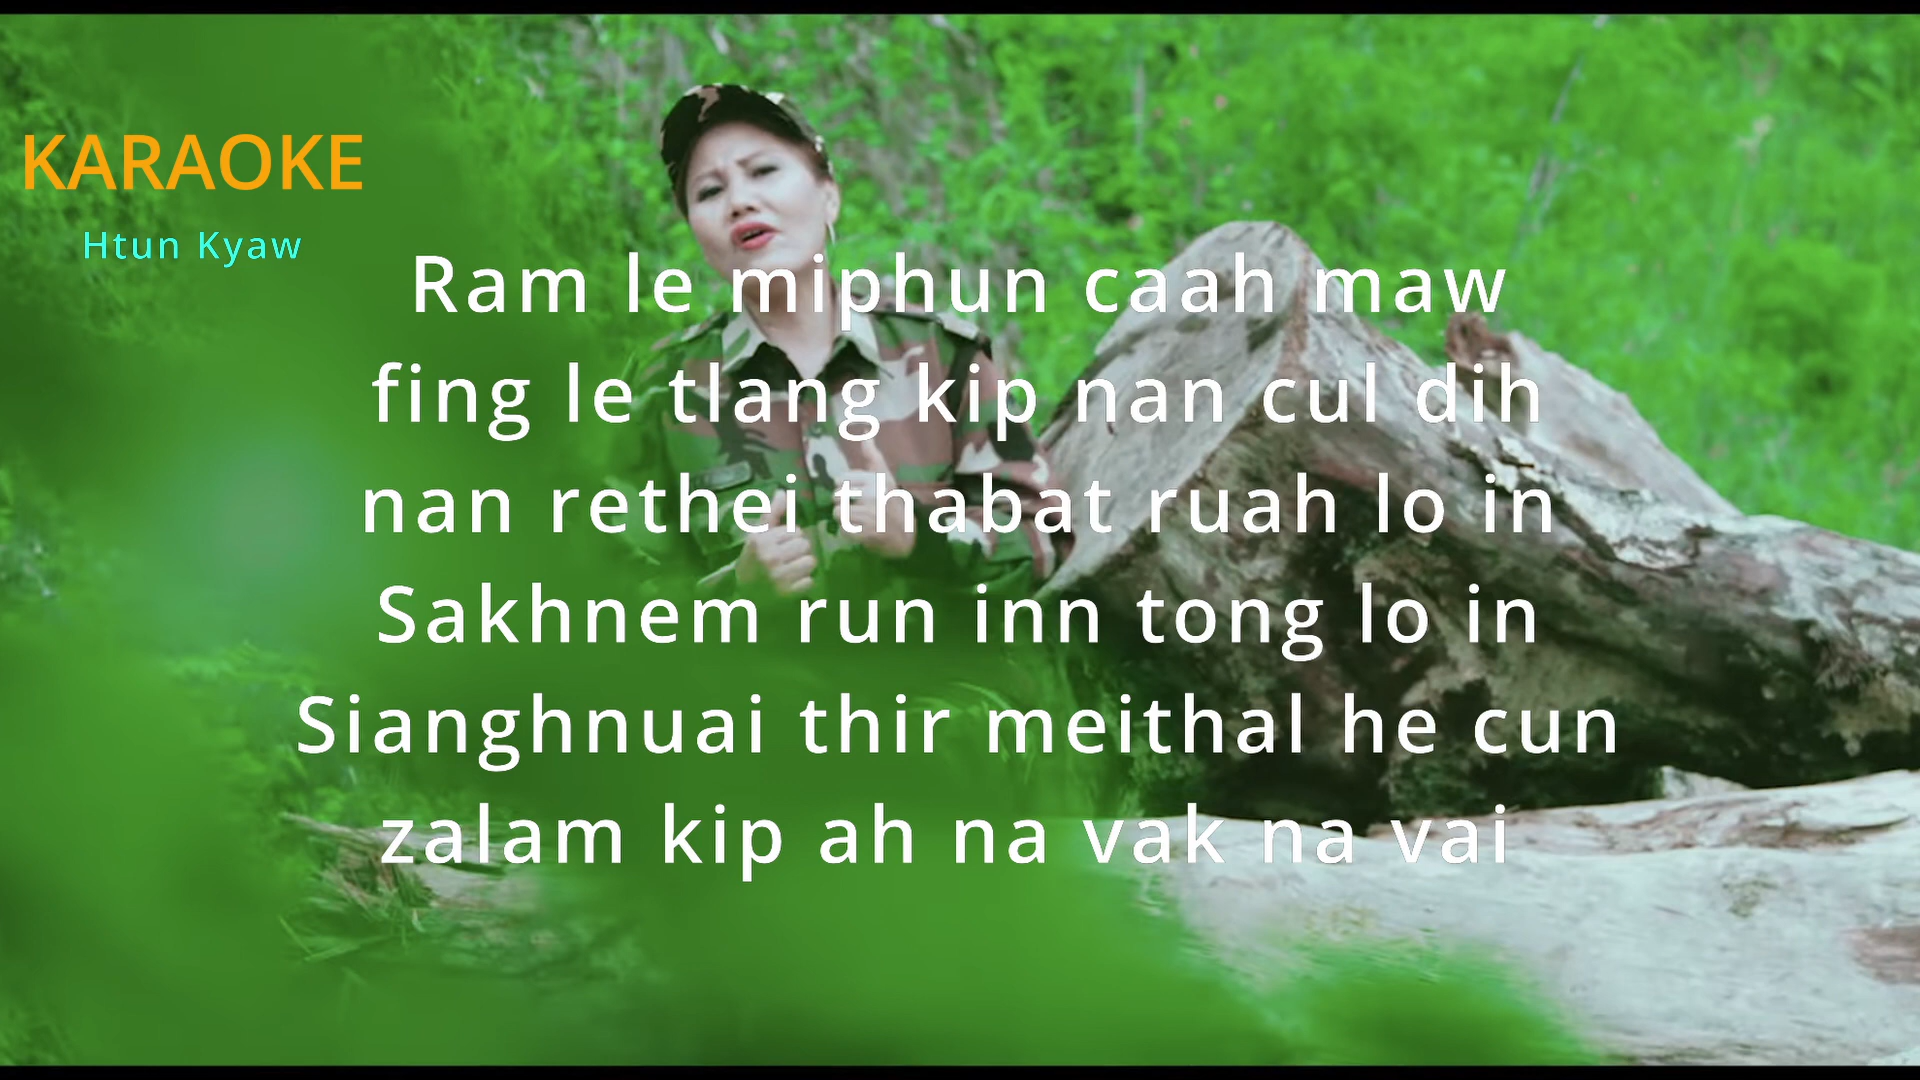 KARAOKE
Htun Kyaw
Ram le miphun caah maw
fing le tlang kip nan cul dih
nan rethei thabat ruah lo in
Sakhnem run inn tong lo in
Sianghnuai thir meithal he cun
zalam kip ah na vak na vai